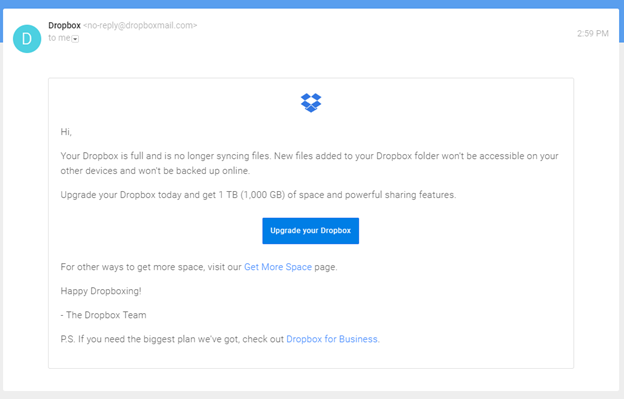 Dropbox <no-reply@dropboxmail.com>
to me
2:59 PM
D
Hi,
Your Dropbox is full and is no longer syncing files. New files added to your Dropbox folder won't be accessible on your
other devices and won't be backed up online.
Upgrade your Dropbox today and get 1 TB (1,000 GB) of space and powerful sharing features.
Upgrade your Dropbox
For other ways to get more space, visit our Get More Space page.
Happy Dropboxing!
- The Dropbox Team
P.S. If you need the biggest plan we've got, check out Dropbox for Business.